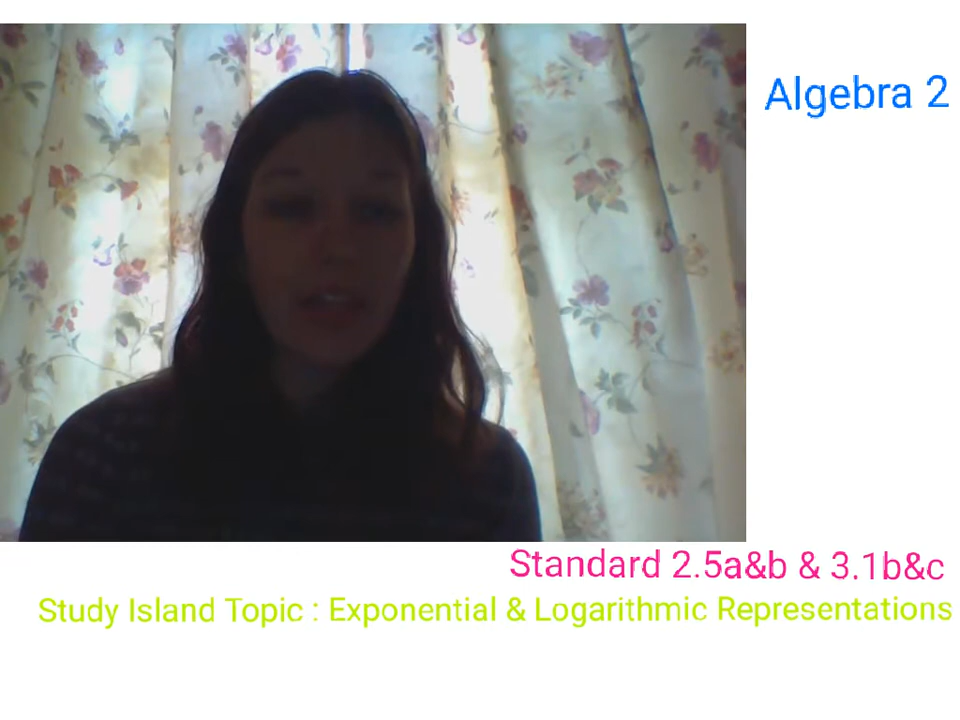 Algebra 2
Standard 2.5a&b & 3.1b&c
Study Island Topic : Exponential & Logarithmic Representations